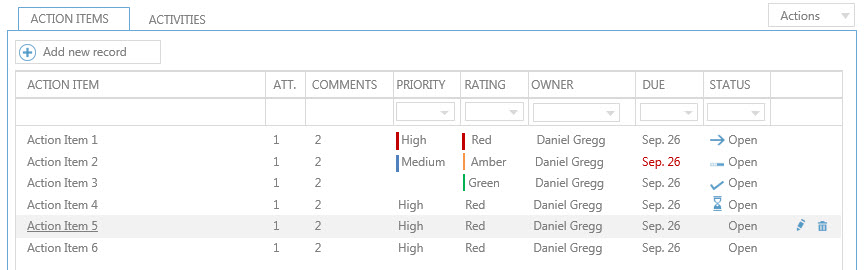 ACTION ITEMS ACTIVITIES Actions
Add new record
ACTION ITEM ATT. COMMENTS PRIORITY RATING OWNER DUE STATUS
Action Item 1 1 2 High Red Daniel Gregg Sep. 26 Open
Action Item 2 1 2 Medium Amber Daniel Gregg Sep. 26 Open
Action Item 3 1 2 Green Daniel Gregg Sep. 26 Open
Action Item 4 1 2 High Red Daniel Gregg Sep. 26 Open
Action Item 5 1 2 High Red Daniel Gregg Sep. 26 Open
Action Item 6 1 2 High Red Daniel Gregg Sep. 26 Open